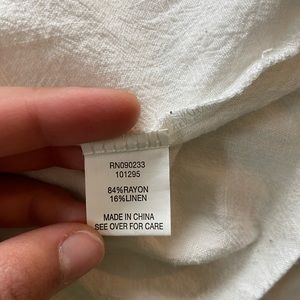 RN090233
101295
84%RAYON
16%LINEN
MADE IN CHINA
SEE OVER FOR CARE